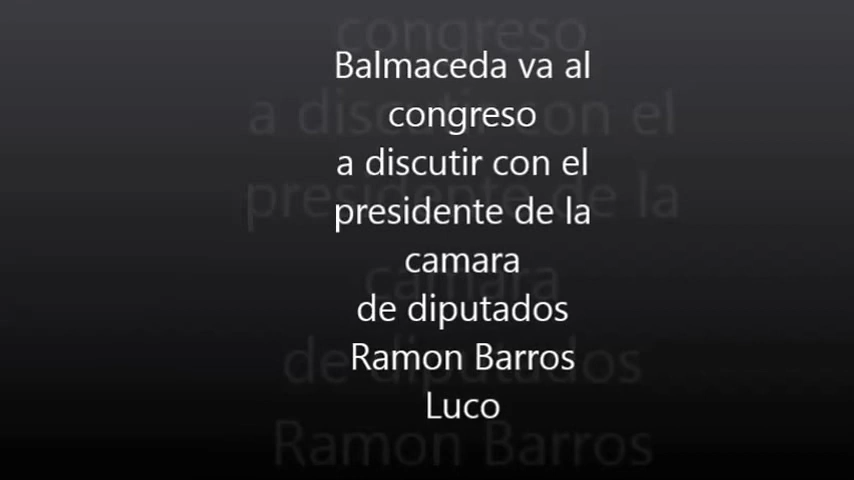 Balmaceda va al
congreso
a discutir con el
presidente de la
camara
de diputados
Ramon Barros
Luco